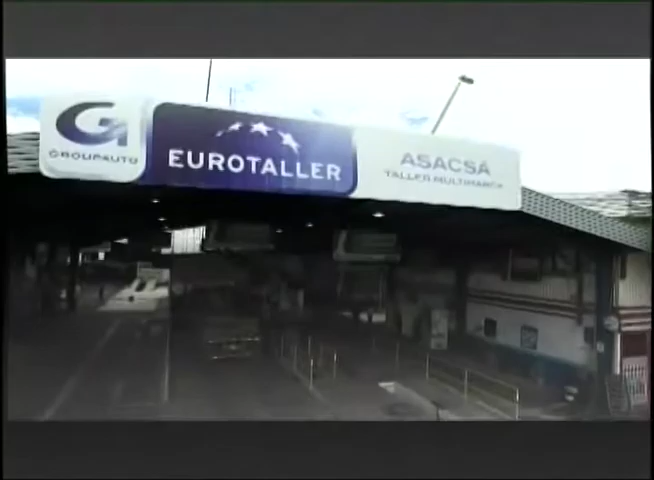 G
GROUPAUTO
EUROTALLER
ASACSA
TALLER MULTIMARCA